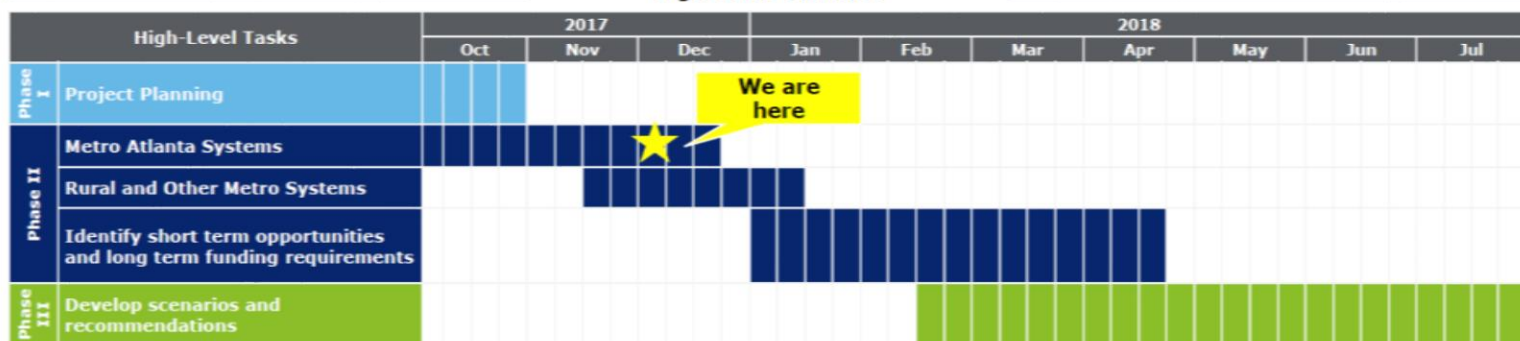 High-Level Tasks
2017
2018
Oct
Nov
Dec
Jan
Feb
Mar
Apr
May
Jun
Jul
Phase
I
Project Planning
We are
here
Phase II
Metro Atlanta Systems
Rural and Other Metro Systems
Identify short term opportunities
and long term funding requirements
Phase
III
Develop scenarios and
recommendations